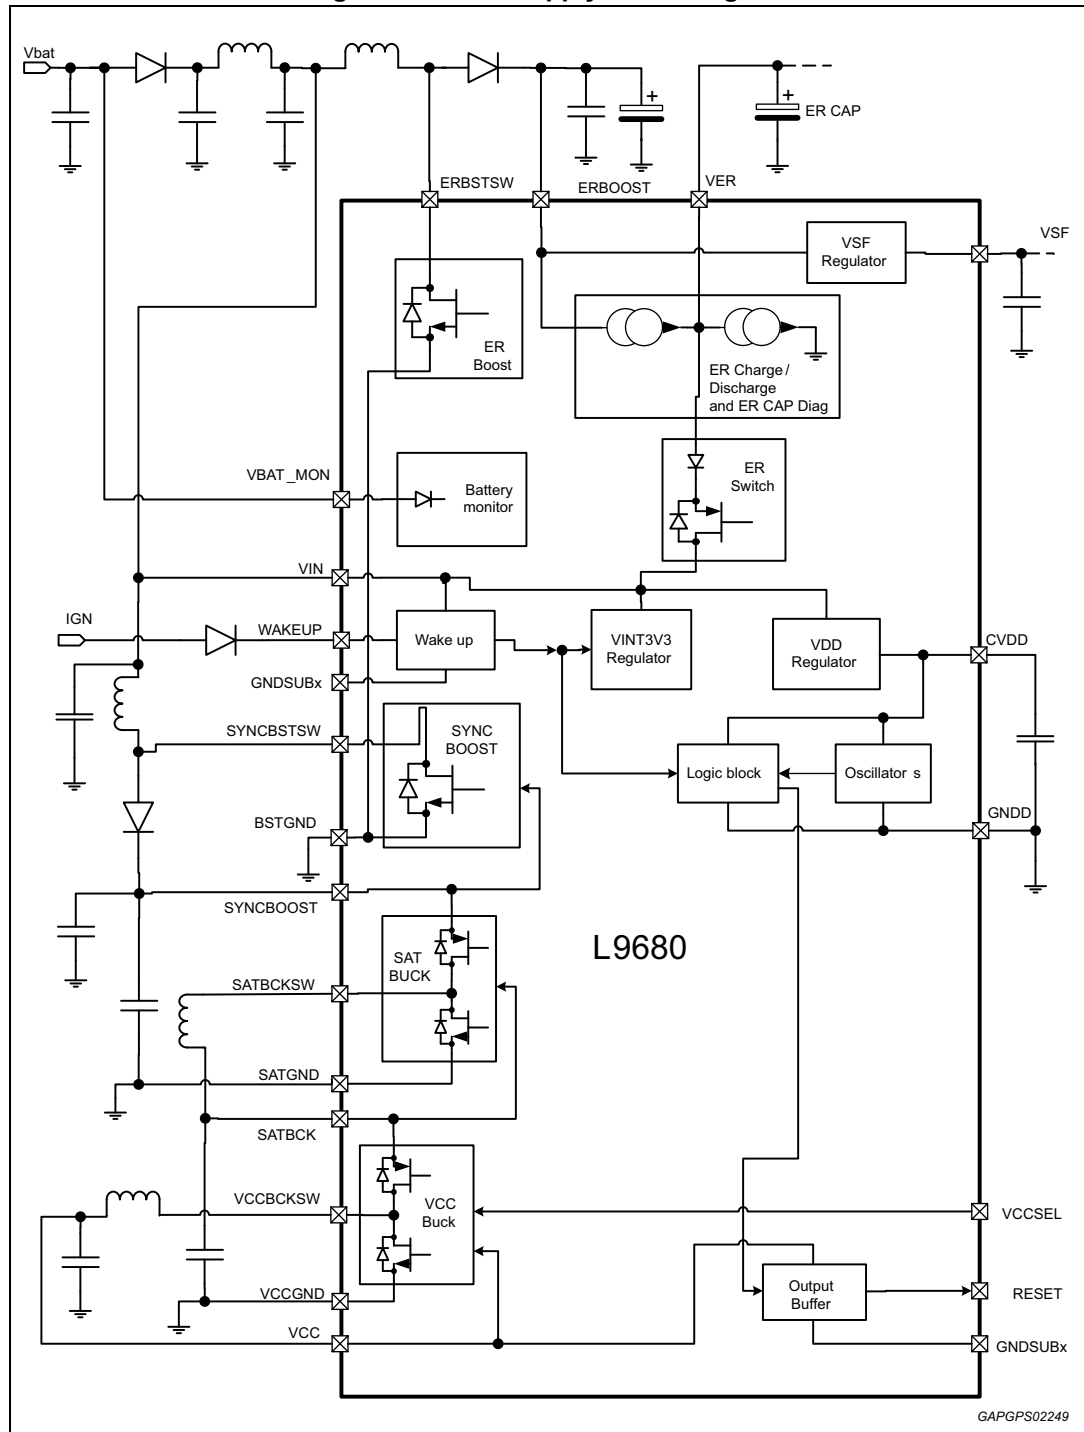 Vbat
+
+
ER CAP
ERBSTSW
ERBOOST
VER
VSF
Regulator
VSF
ER
Boost
ER Charge/
Discharge
and ER CAP Diag
ER
Switch
VBAT_MON
Battery
monitor
VIN
IGN
WAKEUP
Wake up
VINT3V3
Regulator
VDD
Regulator
CVDD
GNDSUBx
SYNCBSTSW
SYNC
BOOST
Logic block
Oscillator s
BSTGND
GNDD
SYNCBOOST
L9680
SAT
BUCK
SATBCKSW
SATGND
SATBCK
VCCBCKSW
VCC
Buck
VCCSEL
Output
Buffer
RESET
VCCGND
VCC
GNDSUBx
GAPGPS02249